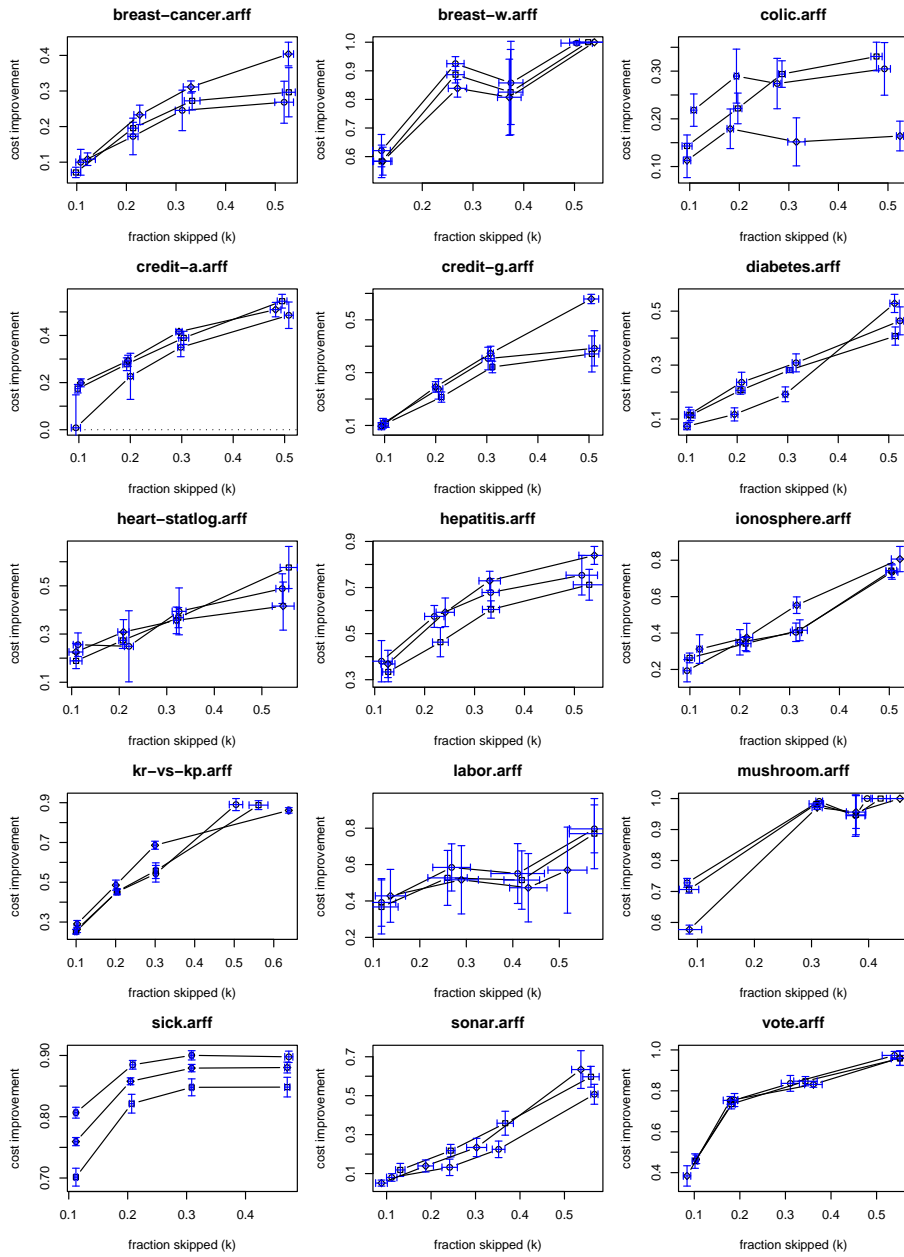 breast−cancer.arff
cost improvement
0.1 0.2 0.3 0.4
0.1 0.2 0.3 0.4 0.5
fraction skipped (k)
breast−w.arff
cost improvement
0.6 0.7 0.8 0.9 1.0
0.2 0.3 0.4 0.5
fraction skipped (k)
colic.arff
cost improvement
0.10 0.20 0.30
0.1 0.2 0.3 0.4 0.5
fraction skipped (k)
credit−a.arff
cost improvement
0.0 0.2 0.4
0.1 0.2 0.3 0.4 0.5
fraction skipped (k)
credit−g.arff
cost improvement
0.1 0.3 0.5
0.1 0.2 0.3 0.4 0.5
fraction skipped (k)
diabetes.arff
cost improvement
0.1 0.3 0.5
0.1 0.2 0.3 0.4 0.5
fraction skipped (k)
heart−statlog.arff
cost improvement
0.1 0.3 0.5
0.1 0.2 0.3 0.4 0.5
fraction skipped (k)
hepatitis.arff
cost improvement
0.3 0.5 0.7 0.9
0.1 0.2 0.3 0.4 0.5
fraction skipped (k)
ionosphere.arff
cost improvement
0.2 0.4 0.6 0.8
0.1 0.2 0.3 0.4 0.5
fraction skipped (k)
kr−vs−kp.arff
cost improvement
0.3 0.5 0.7 0.9
0.1 0.2 0.3 0.4 0.5 0.6
fraction skipped (k)
labor.arff
cost improvement
0.2 0.4 0.6 0.8
0.1 0.2 0.3 0.4 0.5
fraction skipped (k)
mushroom.arff
cost improvement
0.6 0.7 0.8 0.9 1.0
0.1 0.2 0.3 0.4
fraction skipped (k)
sick.arff
cost improvement
0.70 0.80 0.90
0.1 0.2 0.3 0.4
fraction skipped (k)
sonar.arff
cost improvement
0.1 0.3 0.5 0.7
0.1 0.2 0.3 0.4 0.5
fraction skipped (k)
vote.arff
cost improvement
0.4 0.6 0.8 1.0
0.1 0.2 0.3 0.4 0.5
fraction skipped (k)